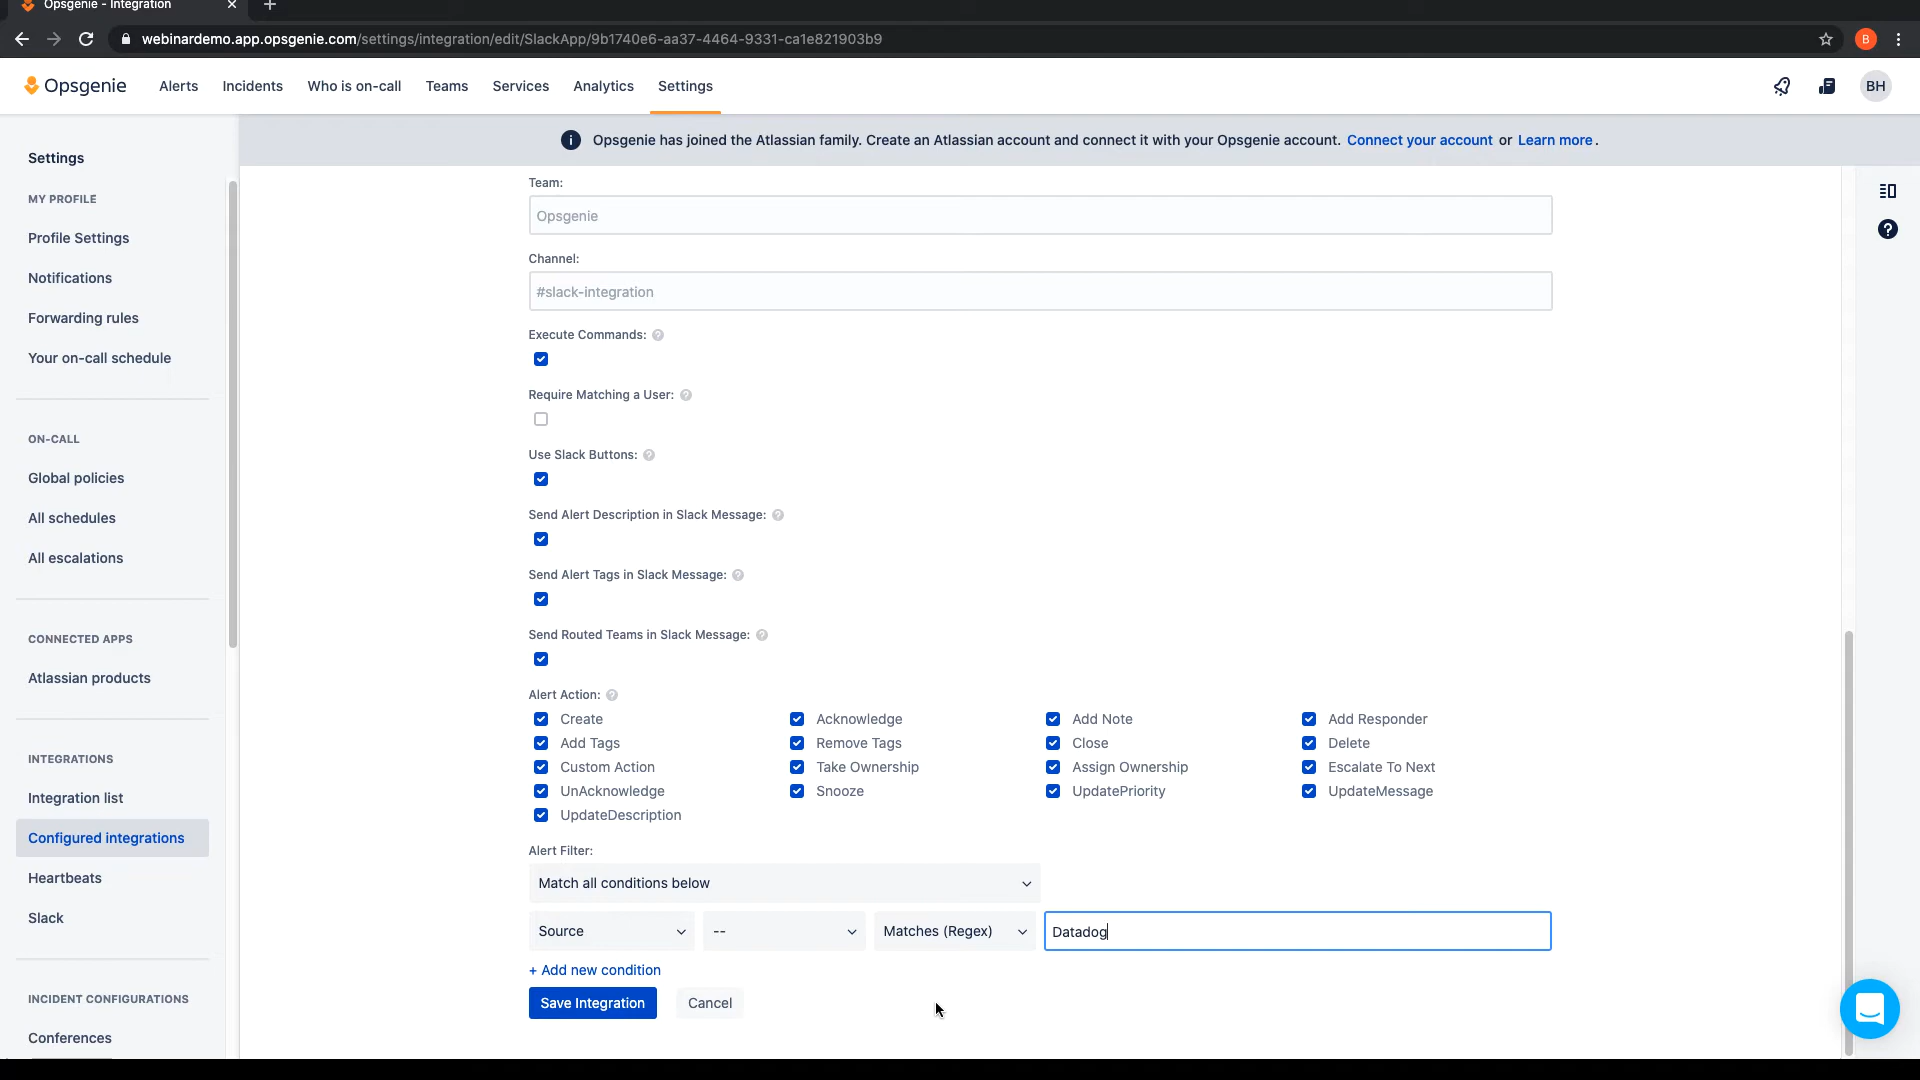 Opsgenie - Integration
webinardemo.app.opsgenie.com/settings/integration/edit/SlackApp/9b1740e6-aa37-4464-9331-ca1e821903b9
B
Opsgenie Alerts Incidents Who is on-call Teams Services Analytics Settings BH
Opsgenie has joined the Atlassian family. Create an Atlassian account and connect it with your Opsgenie account. Connect your account or Learn more.
Settings
MY PROFILE
Profile Settings
Notifications
Forwarding rules
Your on-call schedule
ON-CALL
Global policies
All schedules
All escalations
CONNECTED APPS
Atlassian products
INTEGRATIONS
Integration list
Configured integrations
Heartbeats
Slack
INCIDENT CONFIGURATIONS
Conferences
Team:
Opsgenie
Channel:
#slack-integration
Execute Commands: ?
Require Matching a User: ?
Use Slack Buttons: ?
Send Alert Description in Slack Message: ?
Send Alert Tags in Slack Message: ?
Send Routed Teams in Slack Message: ?
Alert Action: ?
Create Acknowledge Add Note Add Responder
Add Tags Remove Tags Close Delete
Custom Action Take Ownership Assign Ownership Escalate To Next
UnAcknowledge Snooze UpdatePriority UpdateMessage
UpdateDescription
Alert Filter:
Match all conditions below
Source -- Matches (Regex) Datadog
+ Add new condition
Save Integration Cancel